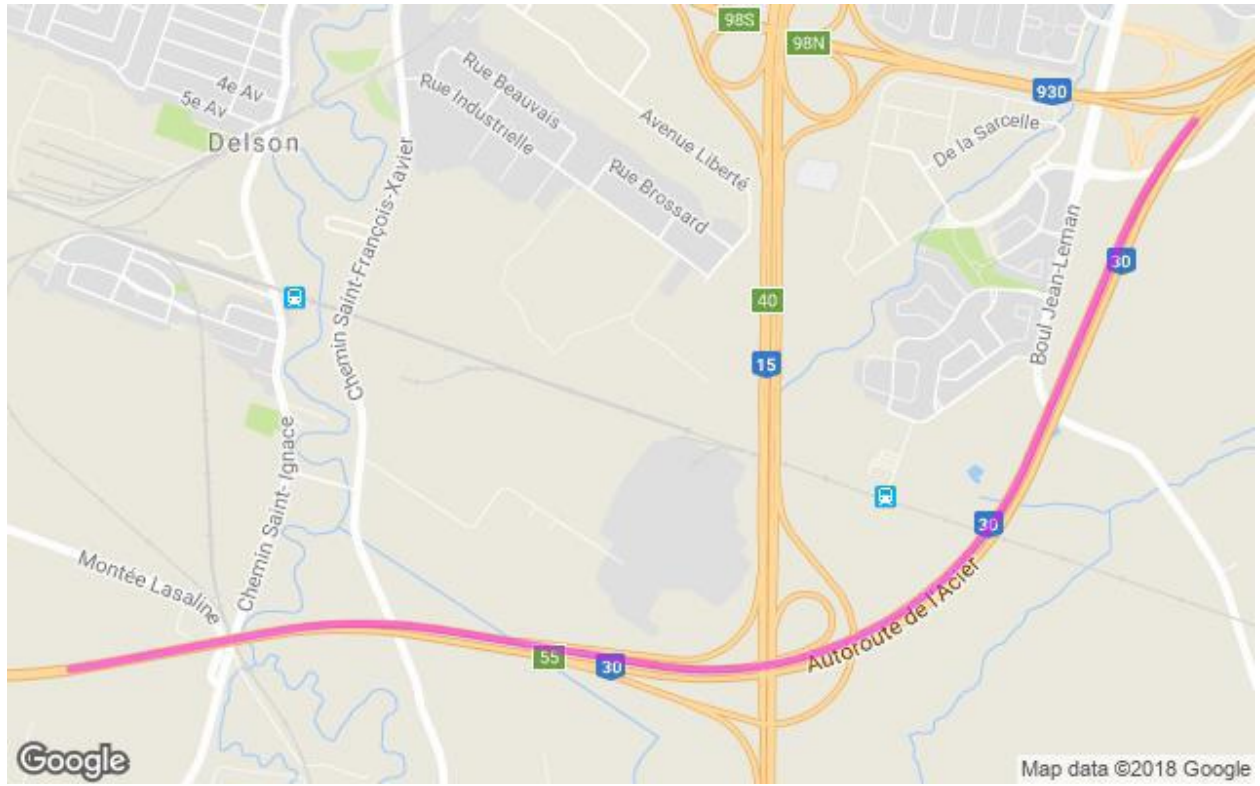 98S
98N
930
4e Av
5e Av
Delson
Rue Beauvais
Rue Industrielle
Avenue Liberté
De la Sarcelle
Rue Brossard
Chemin Saint-François-Xavier
Boul Jean-Leman
30
40
15
Chemin Saint- Ignace
30
Montée Lasaline
Autoroute de l'Acier
55
30
Google
Map data ©2018 Google